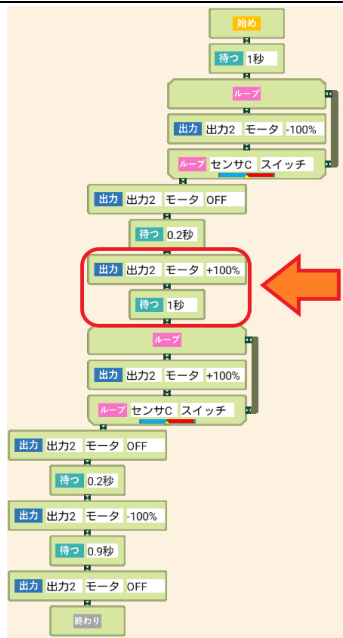 始め
待つ 1秒
ループ
出力 出力2 モータ -100%
ループ センサC スイッチ
出力 出力2 モータ OFF
待つ 0.2秒
出力 出力2 モータ +100%
待つ 1秒
ループ
出力 出力2 モータ +100%
ループ センサC スイッチ
出力 出力2 モータ OFF
待つ 0.2秒
出力 出力2 モータ -100%
待つ 0.9秒
出力 出力2 モータ OFF
終わり